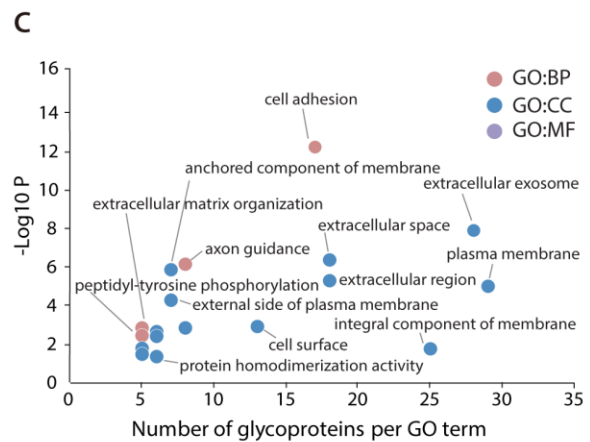 C
16
14
12
10
8
6
4
2
0
-Log10 P
GO:BP
GO:CC
GO:MF
cell adhesion
anchored component of membrane
extracellular exosome
extracellular matrix organization
extracellular space
axon guidance
plasma membrane
peptidyl-tyrosine phosphorylation
extracellular region
external side of plasma membrane
integral component of membrane
cell surface
protein homodimerization activity
0 5 10 15 20 25 30 35
Number of glycoproteins per GO term